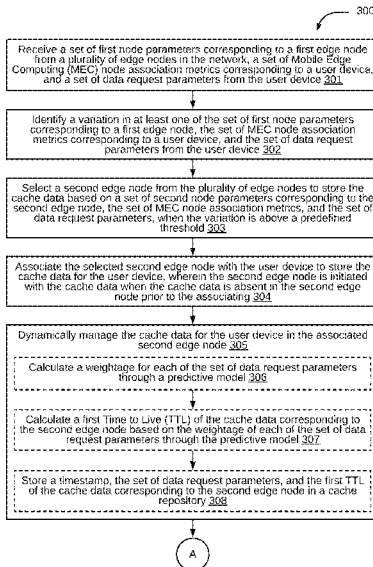 300
Receive a set of first node parameters corresponding to a first edge node
from a plurality of edge nodes in the network, a set of Mobile Edge
Computing (MEC) node association metrics corresponding to a user device,
and a set of data request parameters from the user device 301
Identify a variation in at least one of the set of first node parameters
corresponding to a first edge node, the set of MEC node association
metrics corresponding to a user device, and the set of data request
parameters from the user device 302
Select a second edge node from the plurality of edge nodes to store the
cache data based on a set of second node parameters corresponding to the
second edge node, the set of MEC node association metrics, and the set of
data request parameters, when the variation is above a predefined
threshold 303
Associate the selected second edge node with the user device to store the
cache data for the user device, wherein the second edge node is initiated
with the cache data when the cache data is absent in the second edge
node prior to the associating 304
Dynamically manage the cache data for the user device in the associated
second edge node 305
Calculate a weightage for each of the set of data request parameters
through a predictive model 306
Calculate a first Time to Live (TTL) of the cache data corresponding to
the second edge node based on the weightage of each of the set of data
request parameters through the predictive model 307
Store a timestamp, the set of data request parameters, and the first TTL
of the cache data corresponding to the second edge node in a cache
repository 308
A